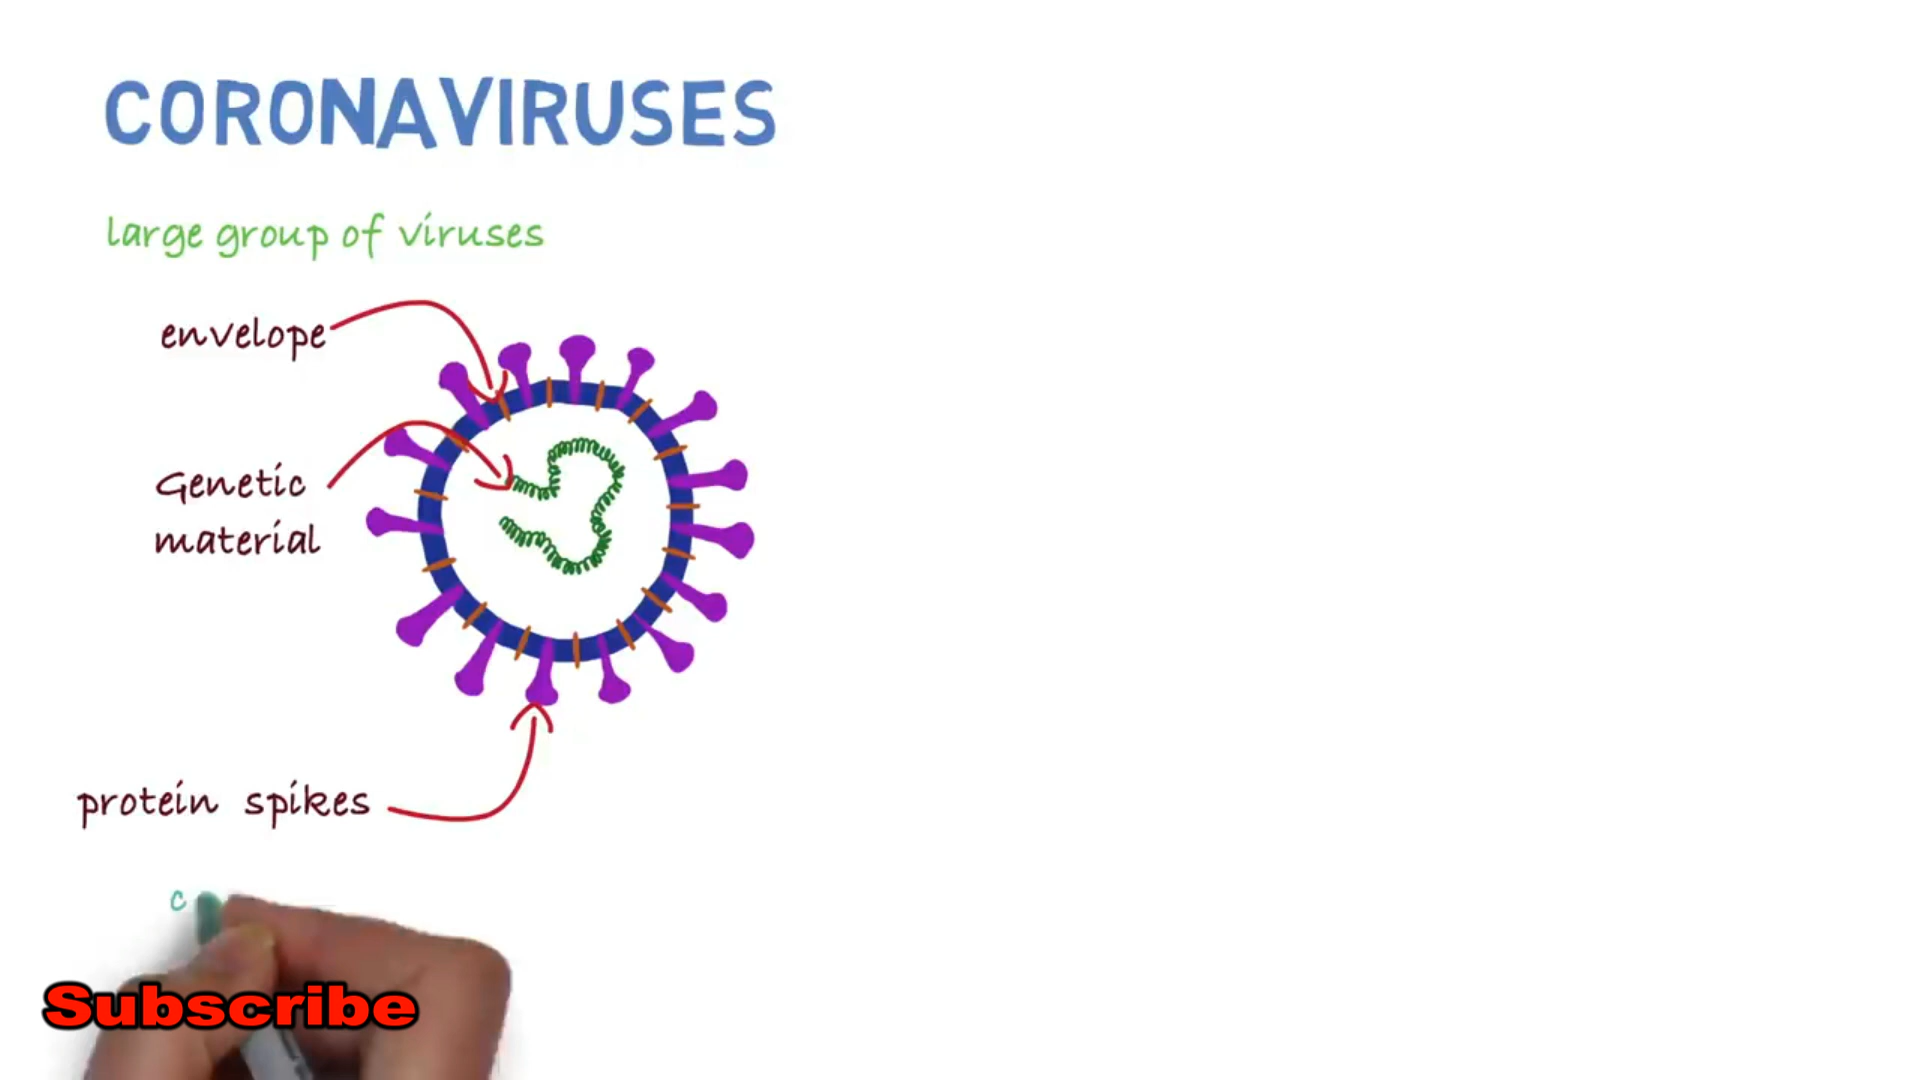 CORONAVIRUSES
large group of viruses
envelope
Genetic
material
protein spikes
c
Subscribe